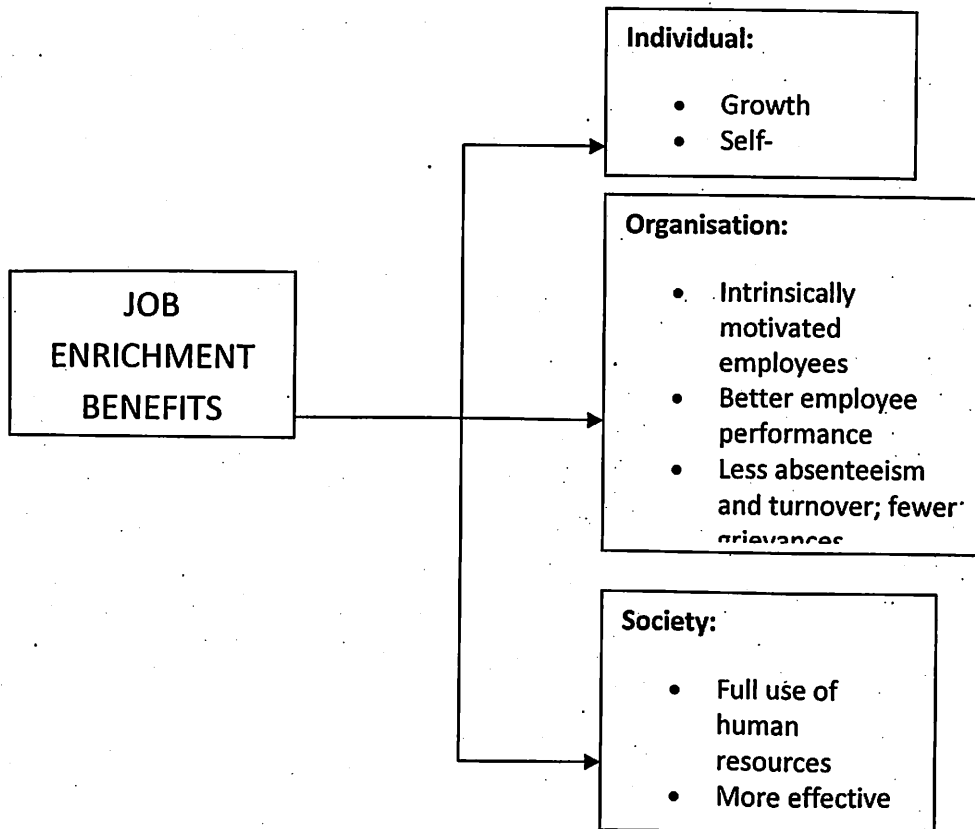 Individual:
• Growth
• Self-
Organisation:
• Intrinsically
motivated
employees
• Better employee
performance
• Less absenteeism
and turnover; fewer
grievances
JOB
ENRICHMENT
BENEFITS
Society:
• Full use of
human
resources
• More effective